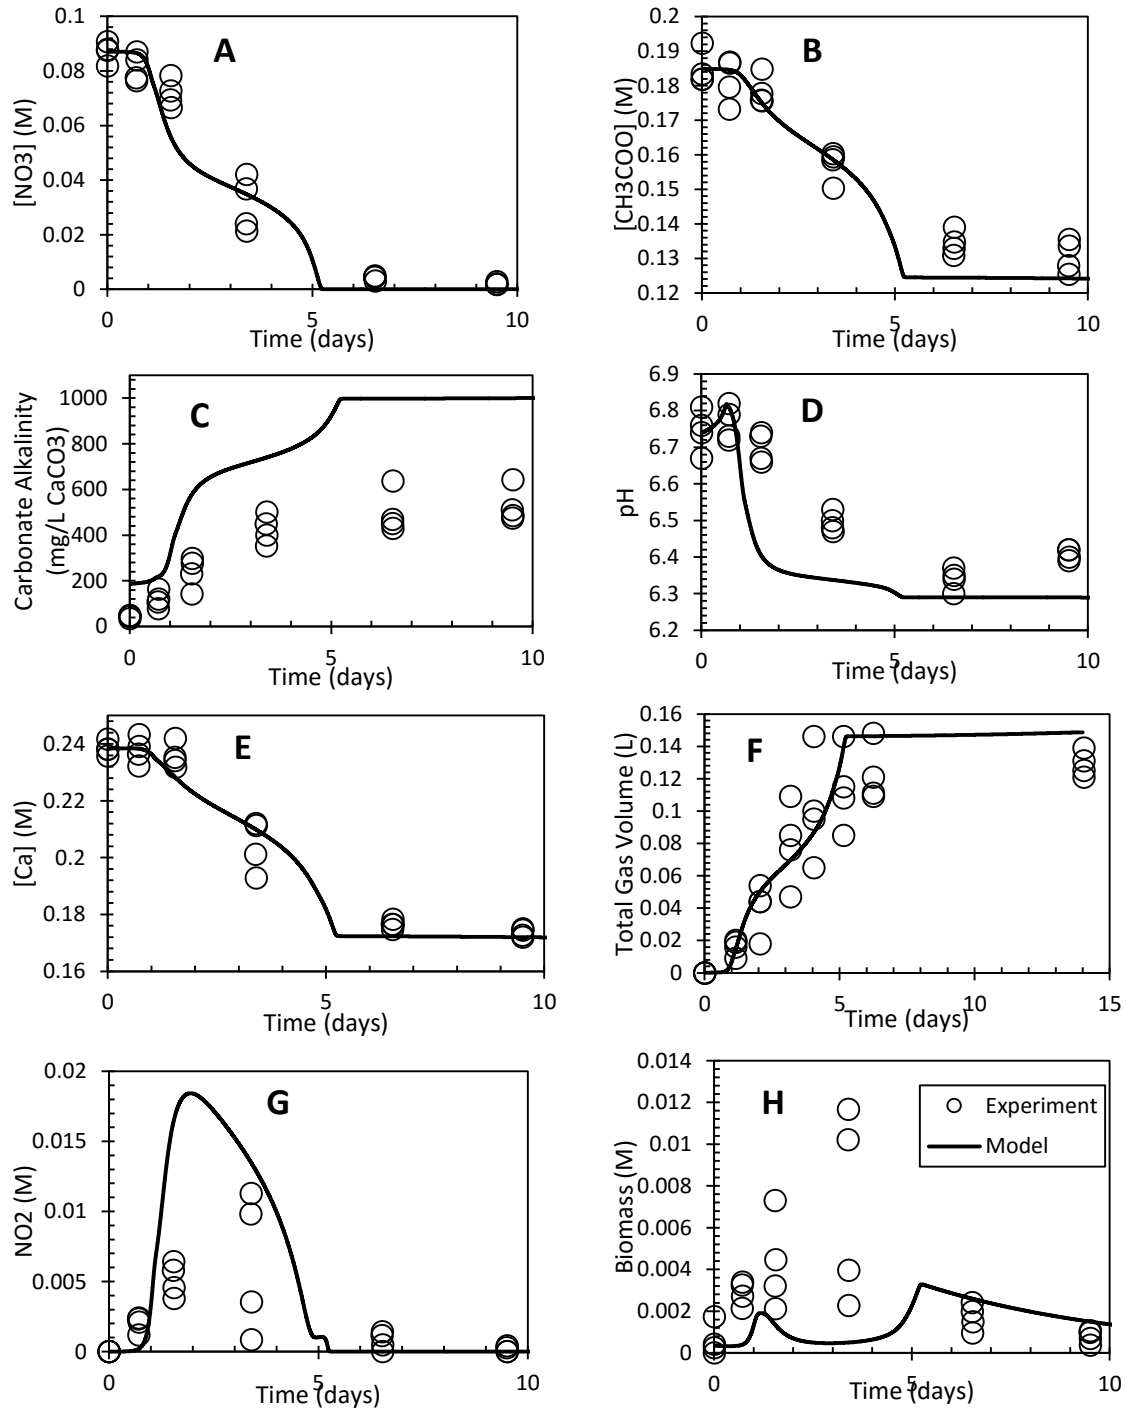 A
[NO3] (M)
0.1
0.08
0.06
0.04
0.02
0
0 5 10
Time (days)
B
[CH3COO] (M)
0.2
0.19
0.18
0.17
0.16
0.15
0.14
0.13
0.12
0 5 10
Time (days)
C
Carbonate Alkalinity
(mg/L CaCO3)
1000
800
600
400
200
0
0 5 10
Time (days)
D
pH
6.9
6.8
6.7
6.6
6.5
6.4
6.3
6.2
0 5 10
Time (days)
E
[Ca] (M)
0.24
0.22
0.2
0.18
0.16
0 5 10
Time (days)
F
Total Gas Volume (L)
0.16
0.14
0.12
0.1
0.08
0.06
0.04
0.02
0
0 5 10 15
Time (days)
G
NO2 (M)
0.02
0.015
0.01
0.005
0
0 5 10
Time (days)
H
Biomass (M)
0.014
0.012
0.01
0.008
0.006
0.004
0.002
0
0 5 10
Time (days)
Experiment
Model